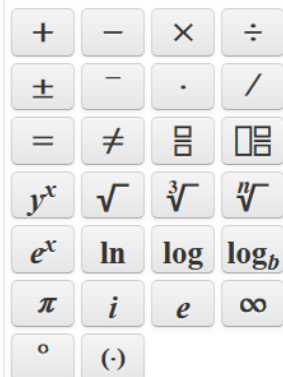 + − × ÷
± − · /
= ≠ □/□ □□/□
yˣ √ ∛ ⁿ√
eˣ ln log log_b
π i e ∞
° (·)